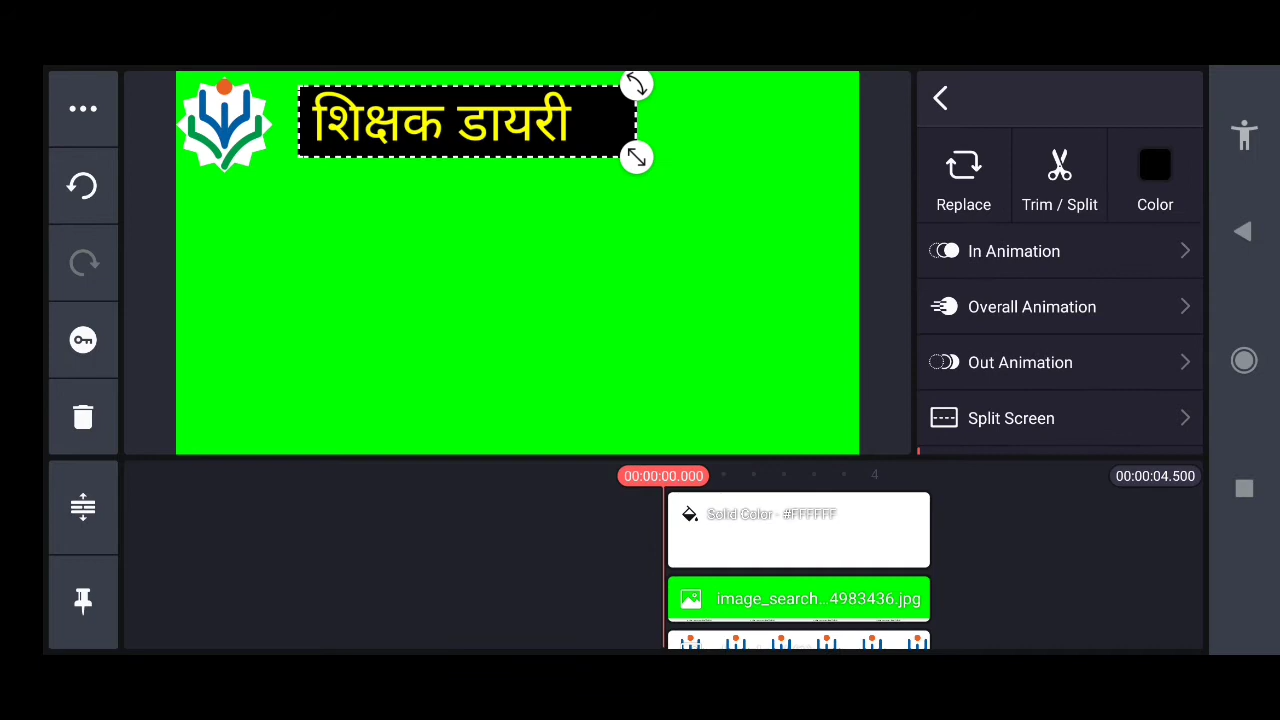 शिक्षक डायरी
Replace
Trim / Split
Color
In Animation
Overall Animation
Out Animation
Split Screen
00:00:00.000
4
00:00:04.500
Solid Color - #FFFFFF
image_search...4983436.jpg